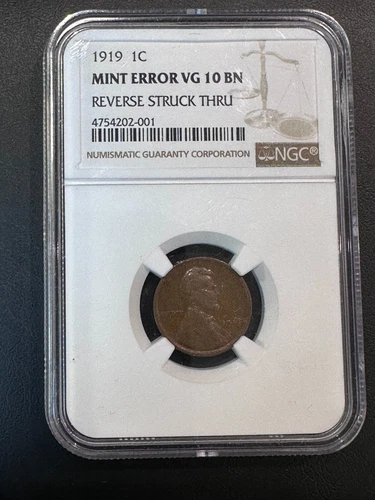 1919 1C
MINT ERROR VG 10 BN
REVERSE STRUCK THRU
4754202-001
NUMISMATIC GUARANTY CORPORATION
NGC®